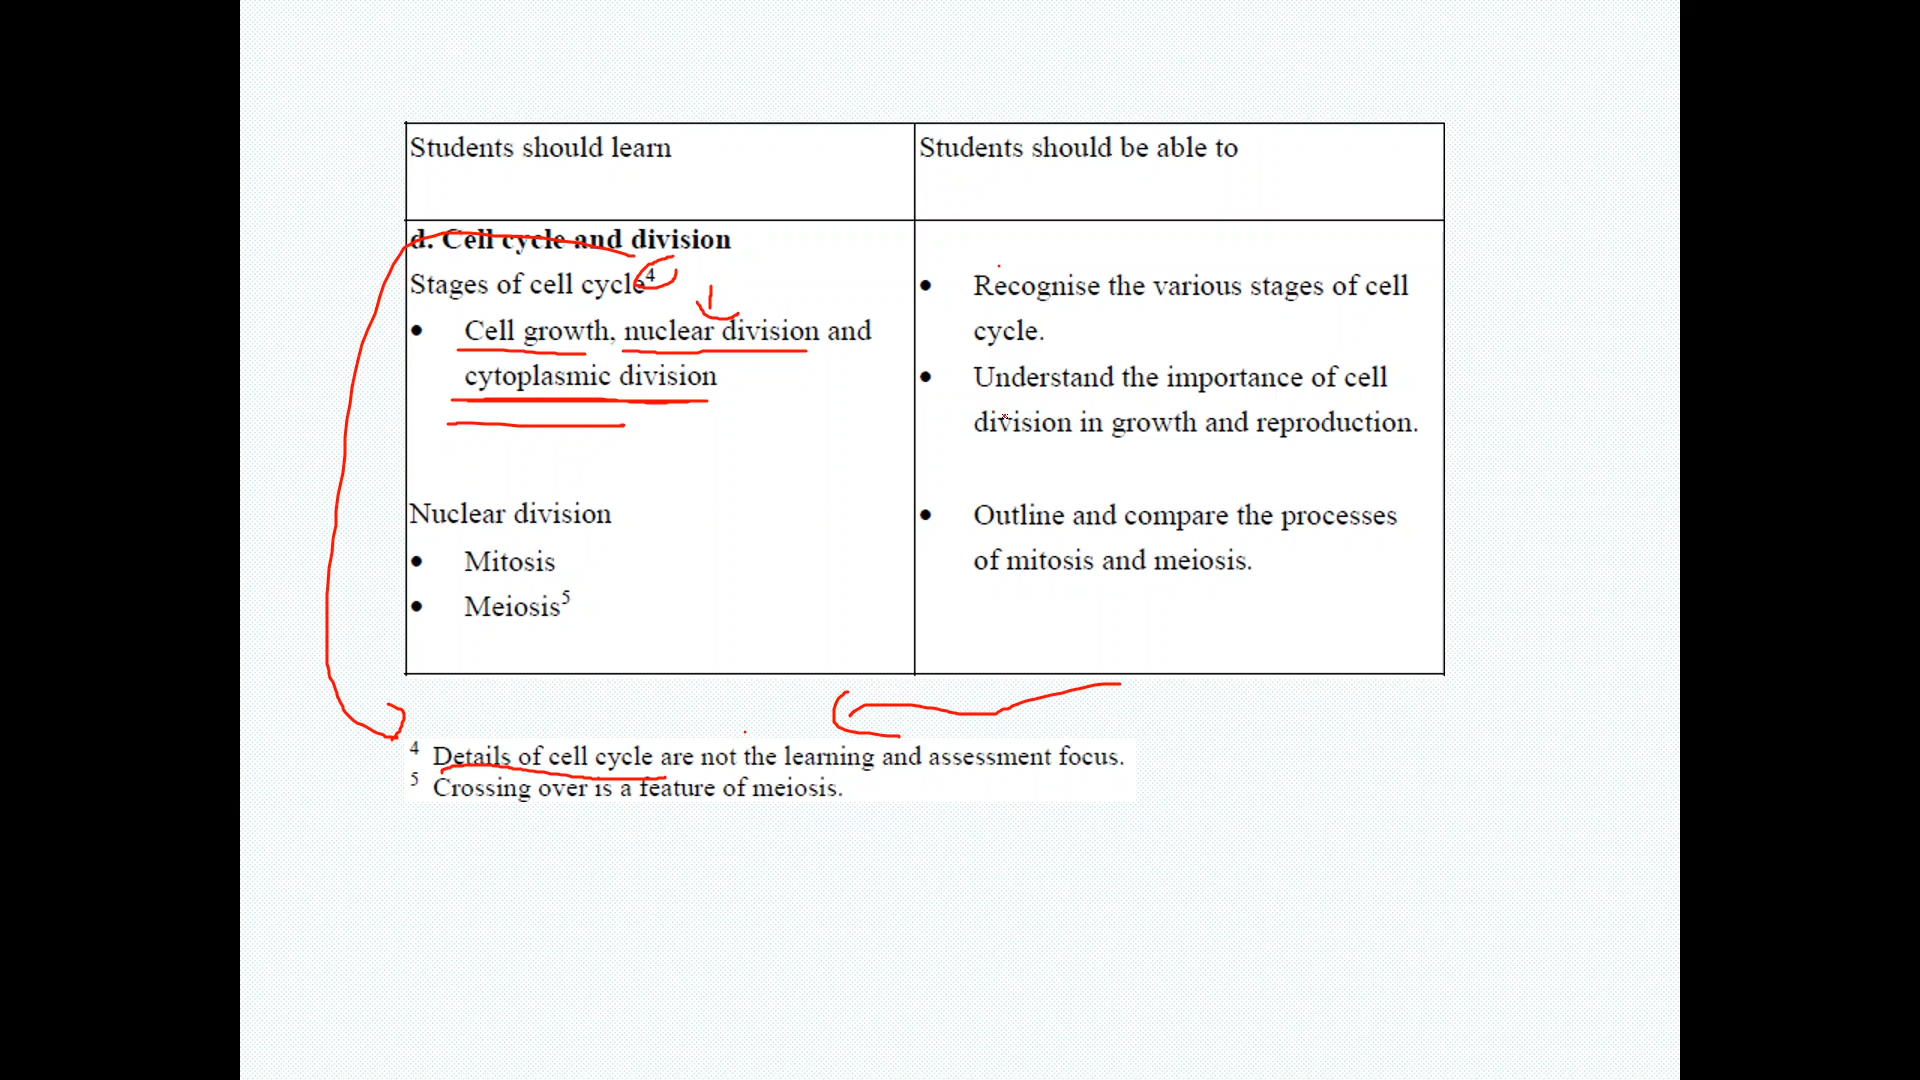 Students should learn
Students should be able to
d. Cell cycle and division
Stages of cell cycle⁴
• Cell growth, nuclear division and
cytoplasmic division
Nuclear division
• Mitosis
• Meiosis⁵
• Recognise the various stages of cell
cycle.
• Understand the importance of cell
division in growth and reproduction.
• Outline and compare the processes
of mitosis and meiosis.
⁴ Details of cell cycle are not the learning and assessment focus.
⁵ Crossing over is a feature of meiosis.